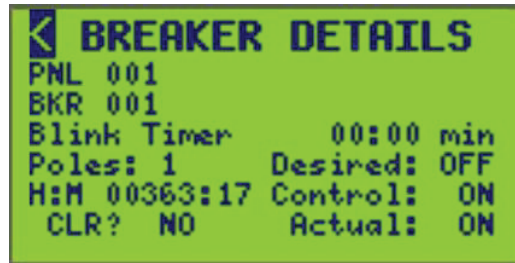 < BREAKER DETAILS
PNL 001
BKR 001
Blink Timer 00:00 min
Poles: 1 Desired: OFF
H:M 00363:17 Control: ON
CLR? NO Actual: ON